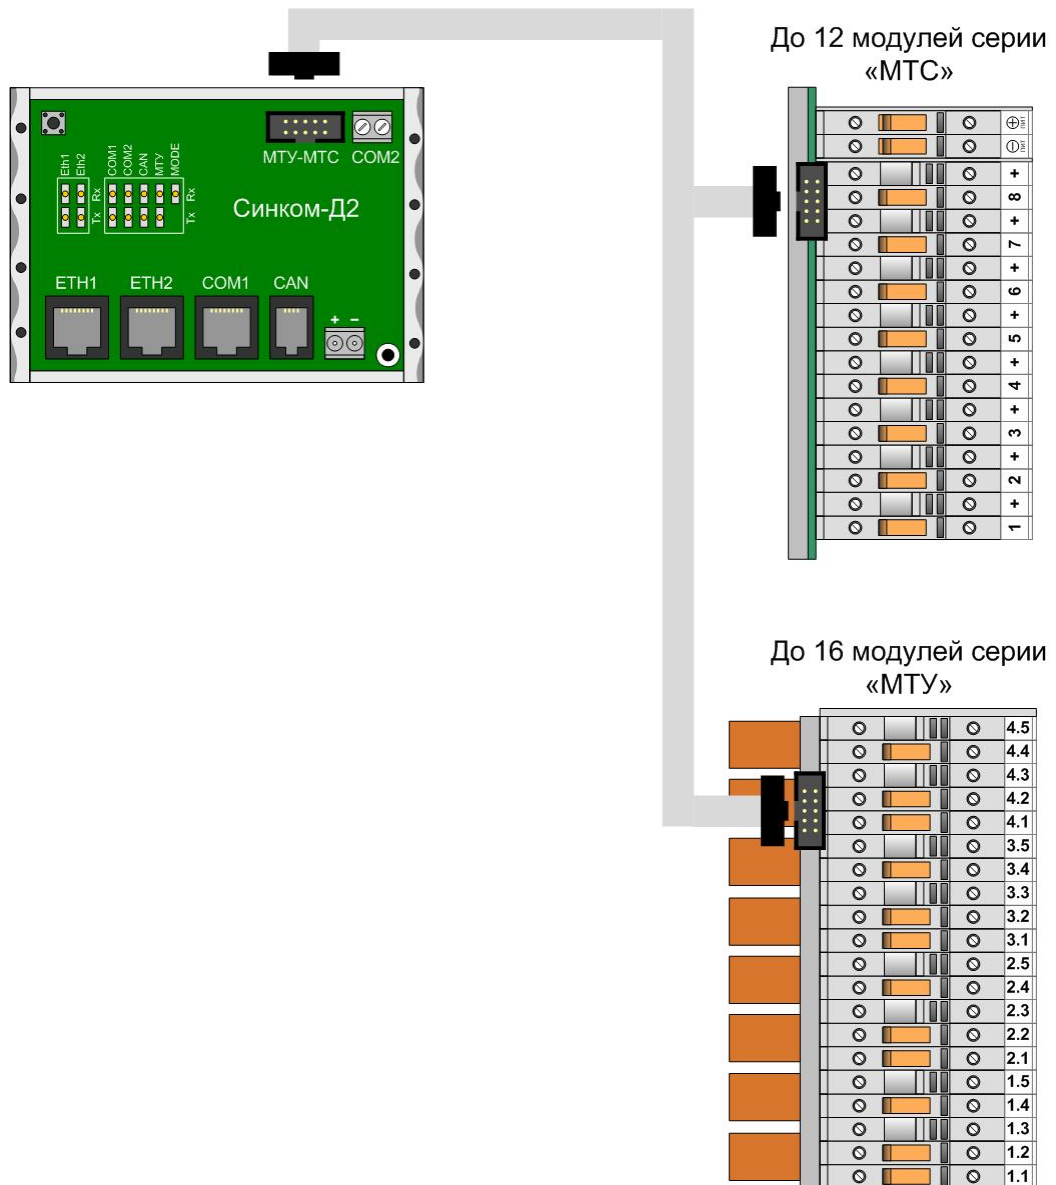 До 12 модулей серии
«МТС»
МТУ-МТС COM2
Eth1
Eth2
COM1
COM2
CAN
МТУ
MODE
Rx
Tx
Rx
Tx
Синком-Д2
ETH1 ETH2 COM1 CAN
+ −
⊕ ПИТ
⊖ ПИТ
+
8
+
7
+
6
+
5
+
4
+
3
+
2
+
1
До 16 модулей серии
«МТУ»
4.5
4.4
4.3
4.2
4.1
3.5
3.4
3.3
3.2
3.1
2.5
2.4
2.3
2.2
2.1
1.5
1.4
1.3
1.2
1.1